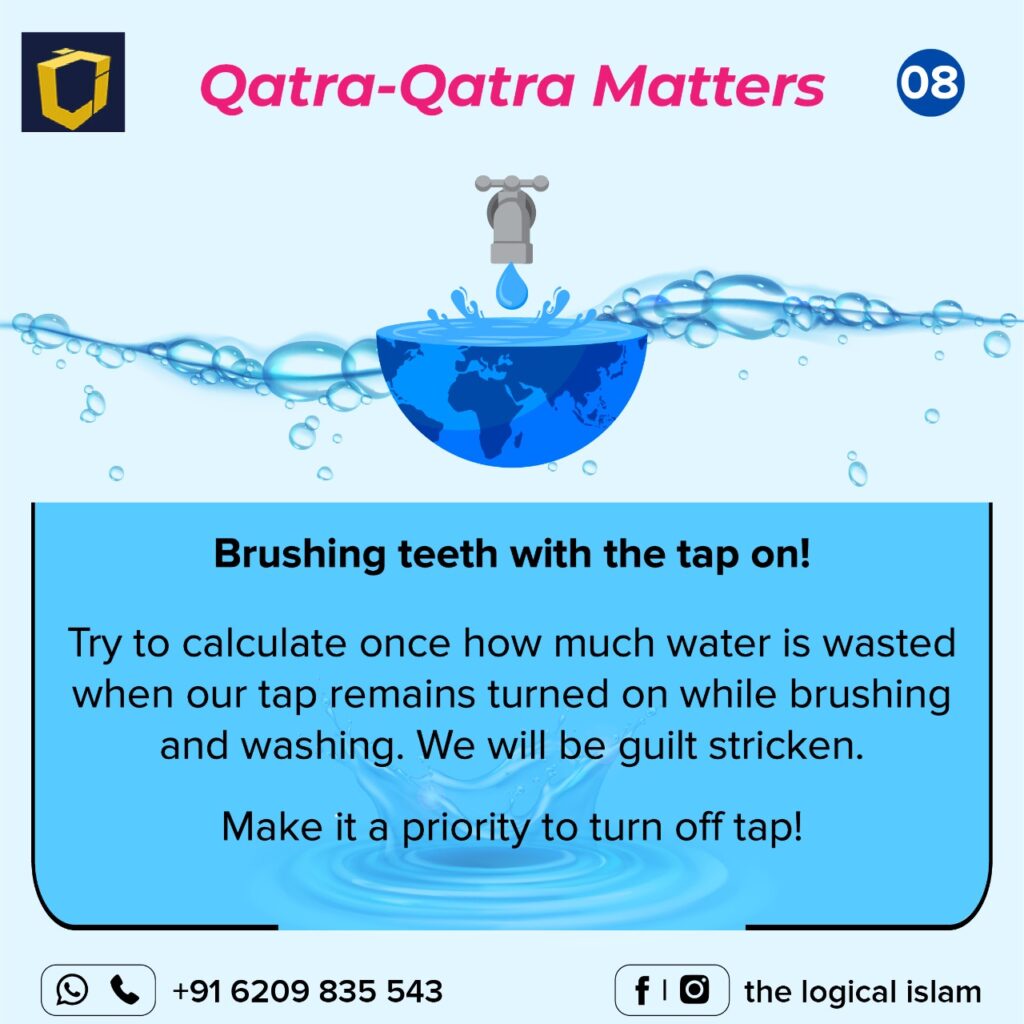 Qatra-Qatra Matters
08
Brushing teeth with the tap on!
Try to calculate once how much water is wasted
when our tap remains turned on while brushing
and washing. We will be guilt stricken.
Make it a priority to turn off tap!
+91 6209 835 543
the logical islam